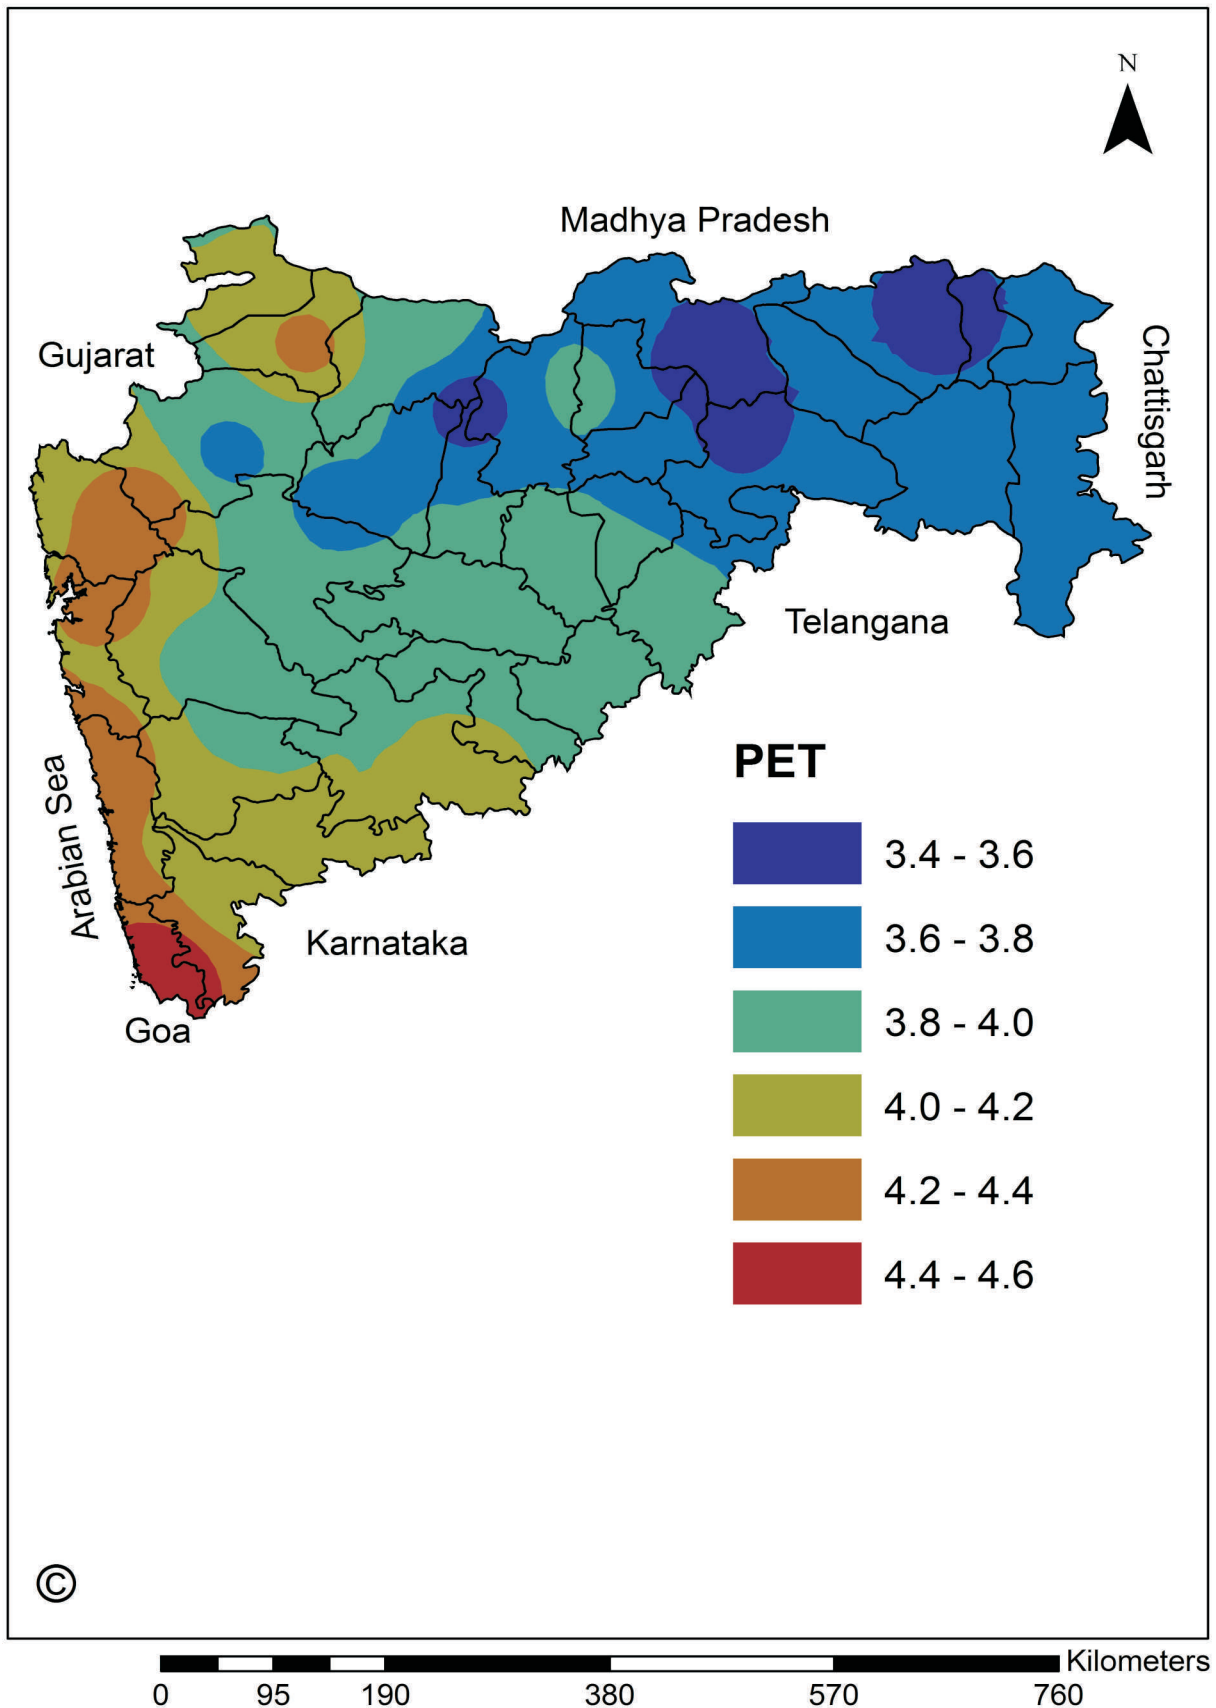 N
Madhya Pradesh
Gujarat
Chattisgarh
Telangana
Arabian Sea
Karnataka
Goa
PET
3.4 - 3.6
3.6 - 3.8
3.8 - 4.0
4.0 - 4.2
4.2 - 4.4
4.4 - 4.6
©
Kilometers
0 95 190 380 570 760